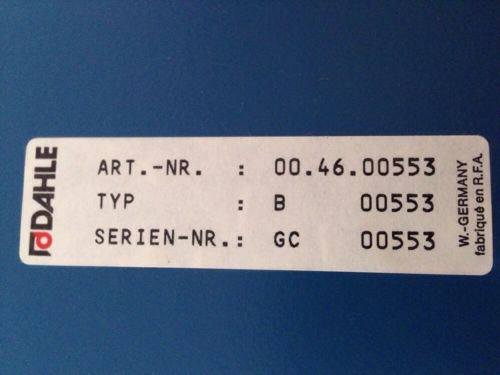 DAHLE
ART.-NR. : 00.46.00553
TYP : B 00553
SERIEN-NR.: GC 00553
W.-GERMANY
fabriqué en R.F.A.